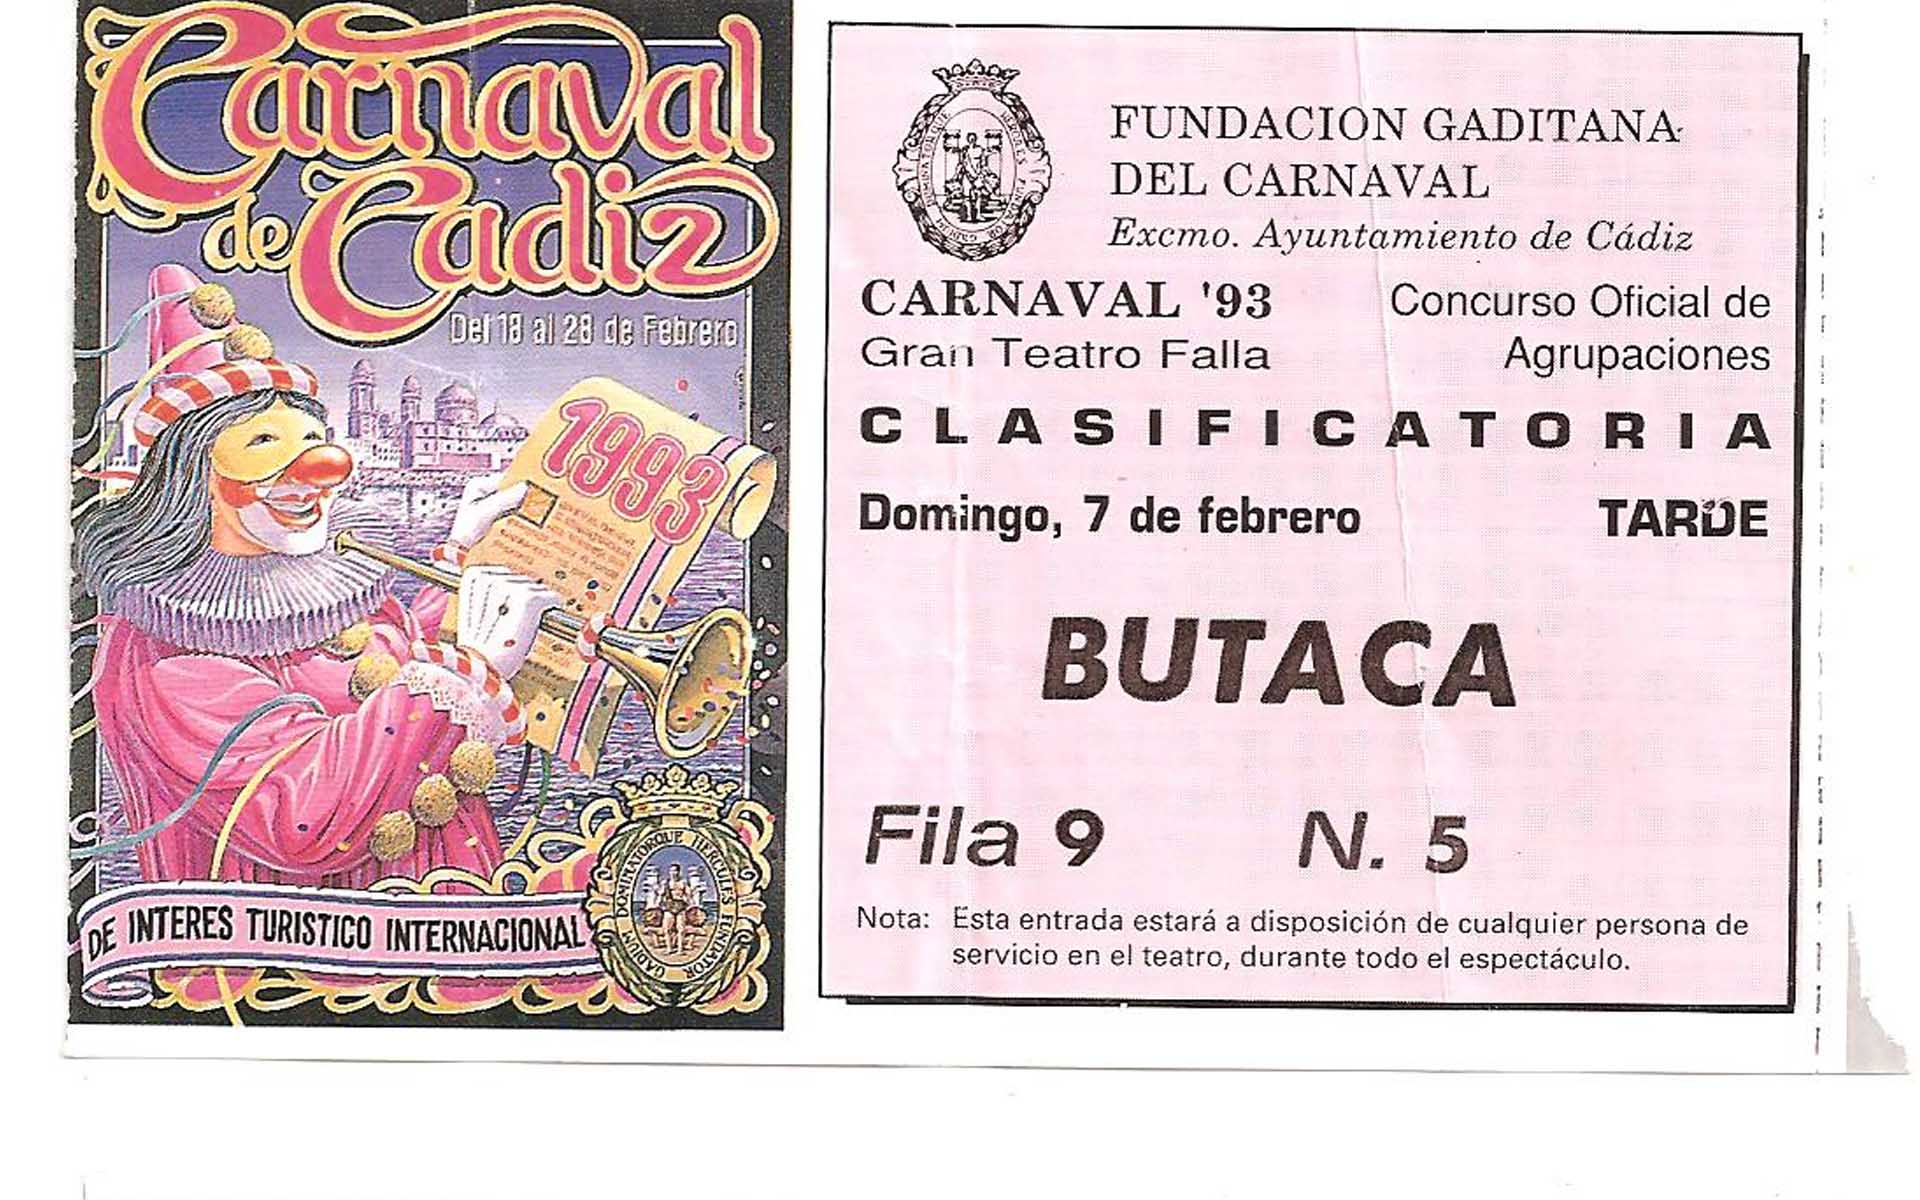 Carnaval
de Cadiz
Del 18 al 28 de Febrero
1993
DE INTERES TURISTICO INTERNACIONAL
GADIUM DOMINATORQUE HERCULES FUNDATOR
FUNDACION GADITANA
DEL CARNAVAL
Excmo. Ayuntamiento de Cádiz
CARNAVAL '93 Concurso Oficial de
Gran Teatro Falla Agrupaciones
CLASIFICATORIA
Domingo, 7 de febrero TARDE
BUTACA
Fila 9 N. 5
Nota: Esta entrada estará a disposición de cualquier persona de
servicio en el teatro, durante todo el espectáculo.